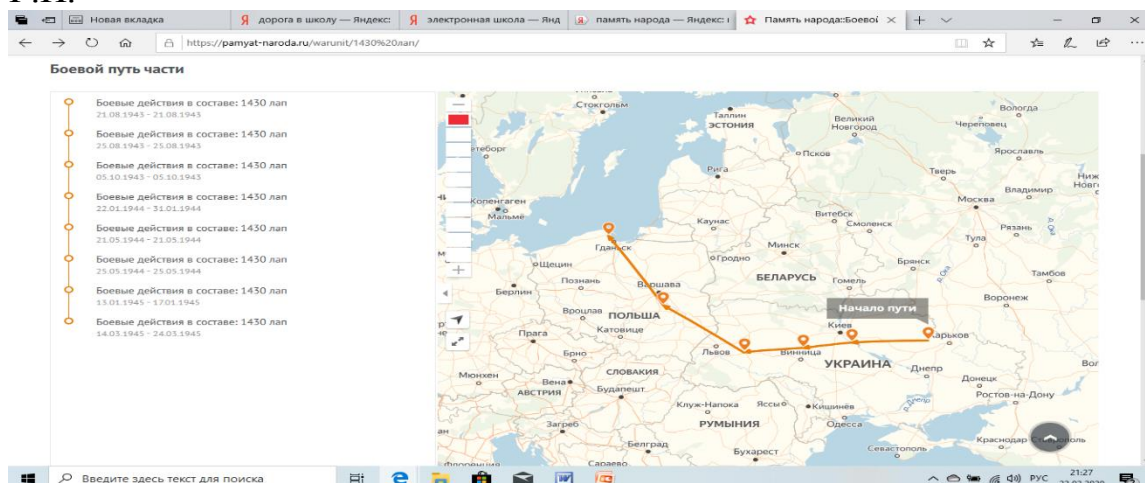 Новая вкладка
дорога в школу — Яндекс:
электронная школа — Янд
память народа — Яндекс:
Память народа::Боевой
https://pamyat-naroda.ru/warunit/1430%20лап/
Боевой путь части
Боевые действия в составе: 1430 лап
21.08.1943 - 21.08.1943
Боевые действия в составе: 1430 лап
25.08.1943 - 25.08.1943
Боевые действия в составе: 1430 лап
05.10.1943 - 05.10.1943
Боевые действия в составе: 1430 лап
22.01.1944 - 31.01.1944
Боевые действия в составе: 1430 лап
21.05.1944 - 21.05.1944
Боевые действия в составе: 1430 лап
25.05.1944 - 25.05.1944
Боевые действия в составе: 1430 лап
13.01.1945 - 17.01.1945
Боевые действия в составе: 1430 лап
14.03.1945 - 24.03.1945
Стокгольм
Таллин
ЭСТОНИЯ
Великий
Новгород
Вологда
Череповец
етеборг
Псков
Ярославль
Рига
Тверь
Ниж
Новго
Владимир
Москва
Копенгаген
Мальмё
Каунас
Витебск
Смоленск
Рязань
Тула
Гданьск
Минск
Гродно
Брянск
Щецин
БЕЛАРУСЬ
Гомель
Тамбов
Берлин
Познань
Варшава
Воронеж
Начало пути
Вроцлав
ПОЛЬША
Киев
Харьков
Прага
Катовице
Львов
Винница
Брно
УКРАИНА
Днепр
Мюнхен
СЛОВАКИЯ
Донецк
Вол
Вена
АВСТРИЯ
Будапешт
Ростов-на-Дону
Клуж-Напока
Яссы
Кишинёв
Днепр
Загреб
РУМЫНИЯ
Одесса
Белград
Краснодар
Ставрополь
Бухарест
Севастополь
Флоренция
Сараево
Введите здесь текст для поиска
РУС
21:27